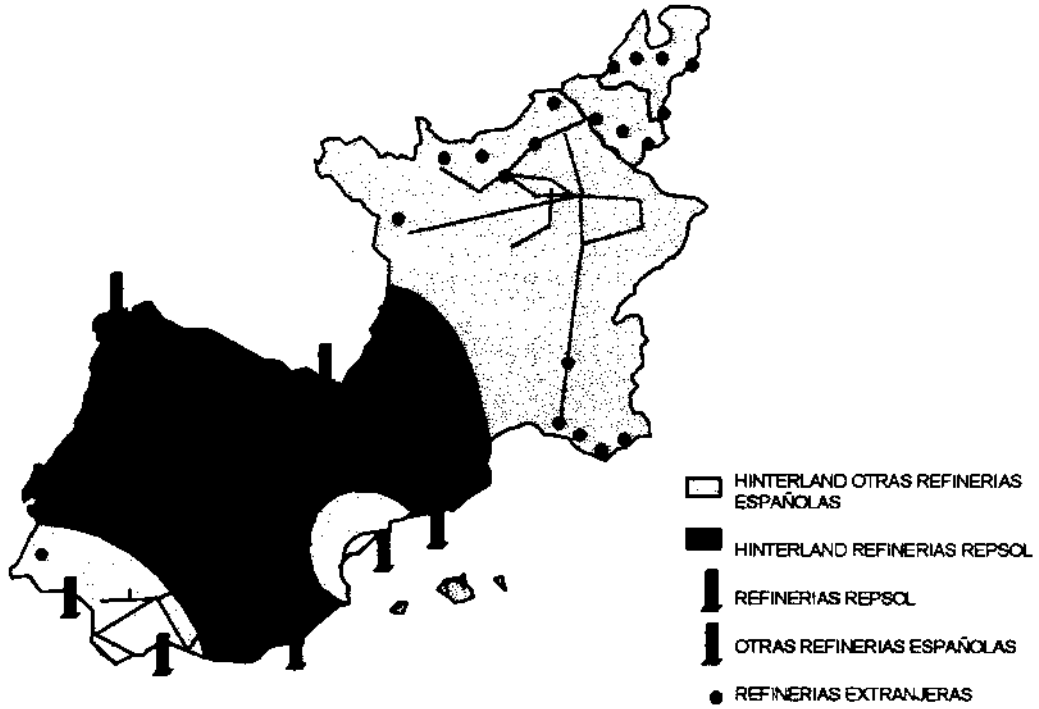 HINTERLAND OTRAS REFINERIAS
ESPAÑOLAS
HINTERLAND REFINERIAS REPSOL
REFINERIAS REPSOL
OTRAS REFINERIAS ESPAÑOLAS
REFINERIAS EXTRANJERAS